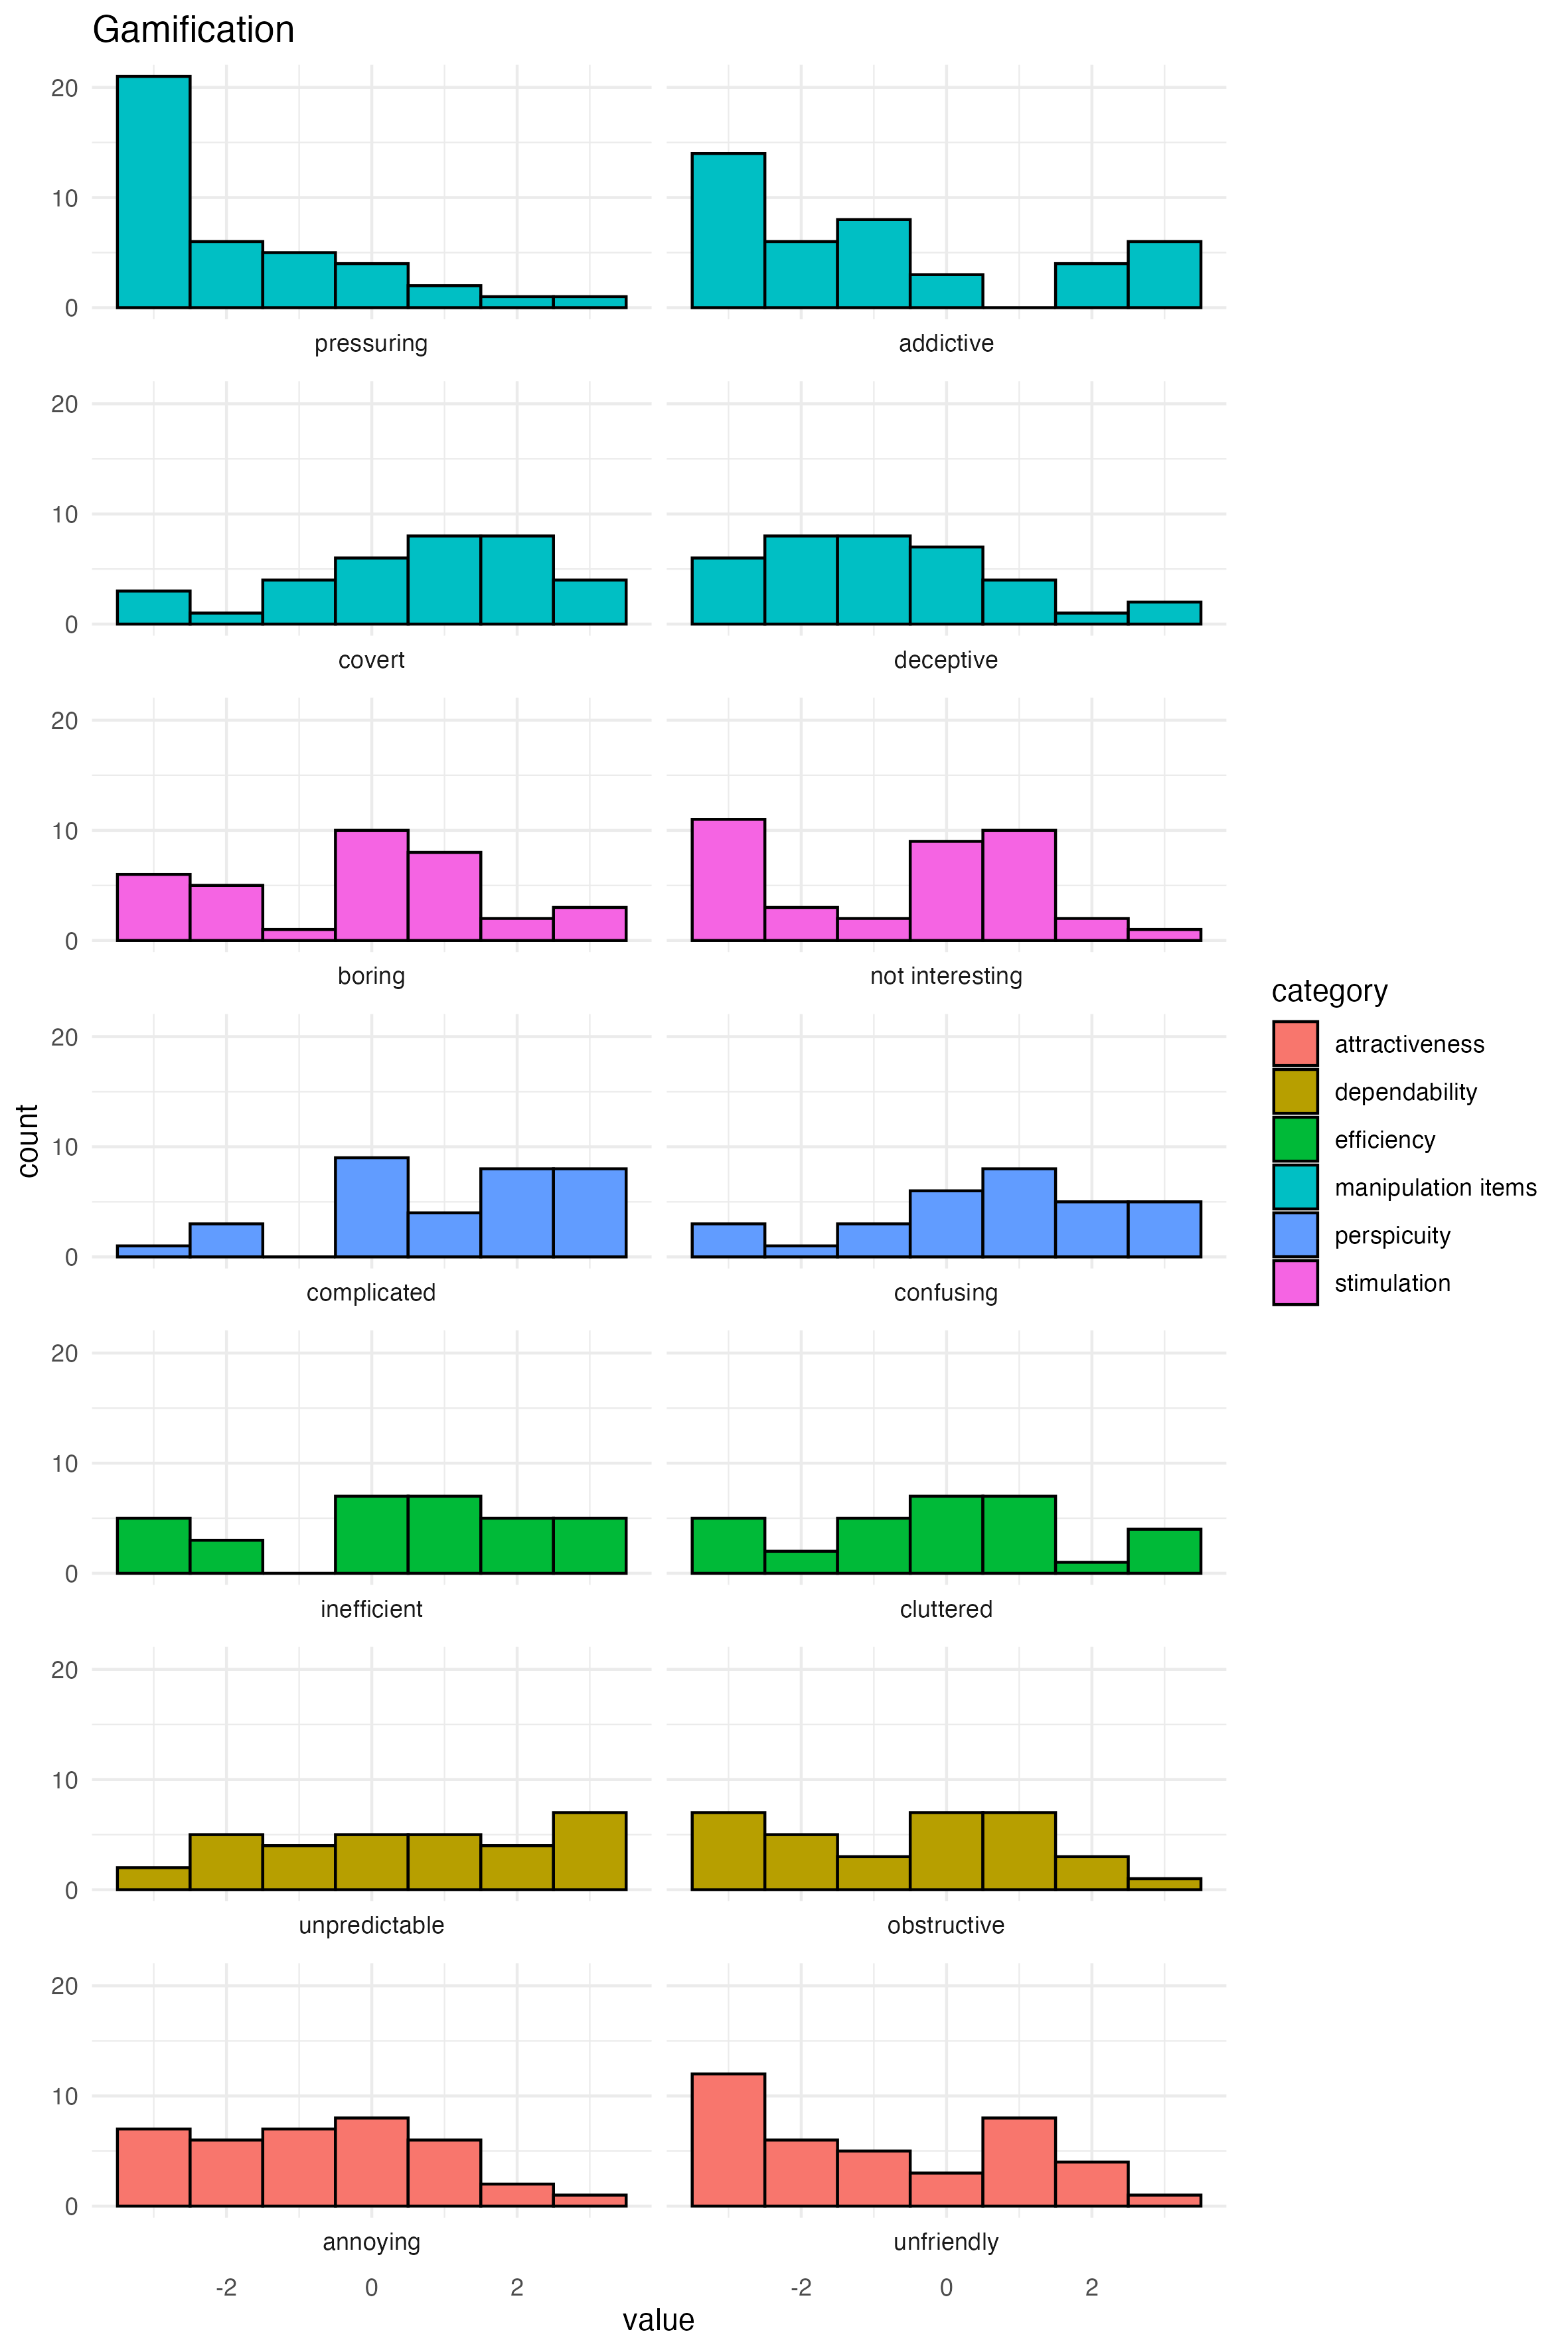 Gamification
20
10
0
pressuring
addictive
20
10
0
covert
deceptive
20
10
0
boring
not interesting
20
10
0
complicated
confusing
20
10
0
inefficient
cluttered
20
10
0
unpredictable
obstructive
20
10
0
annoying
unfriendly
-2 0 2
-2 0 2
value
count
category
attractiveness
dependability
efficiency
manipulation items
perspicuity
stimulation